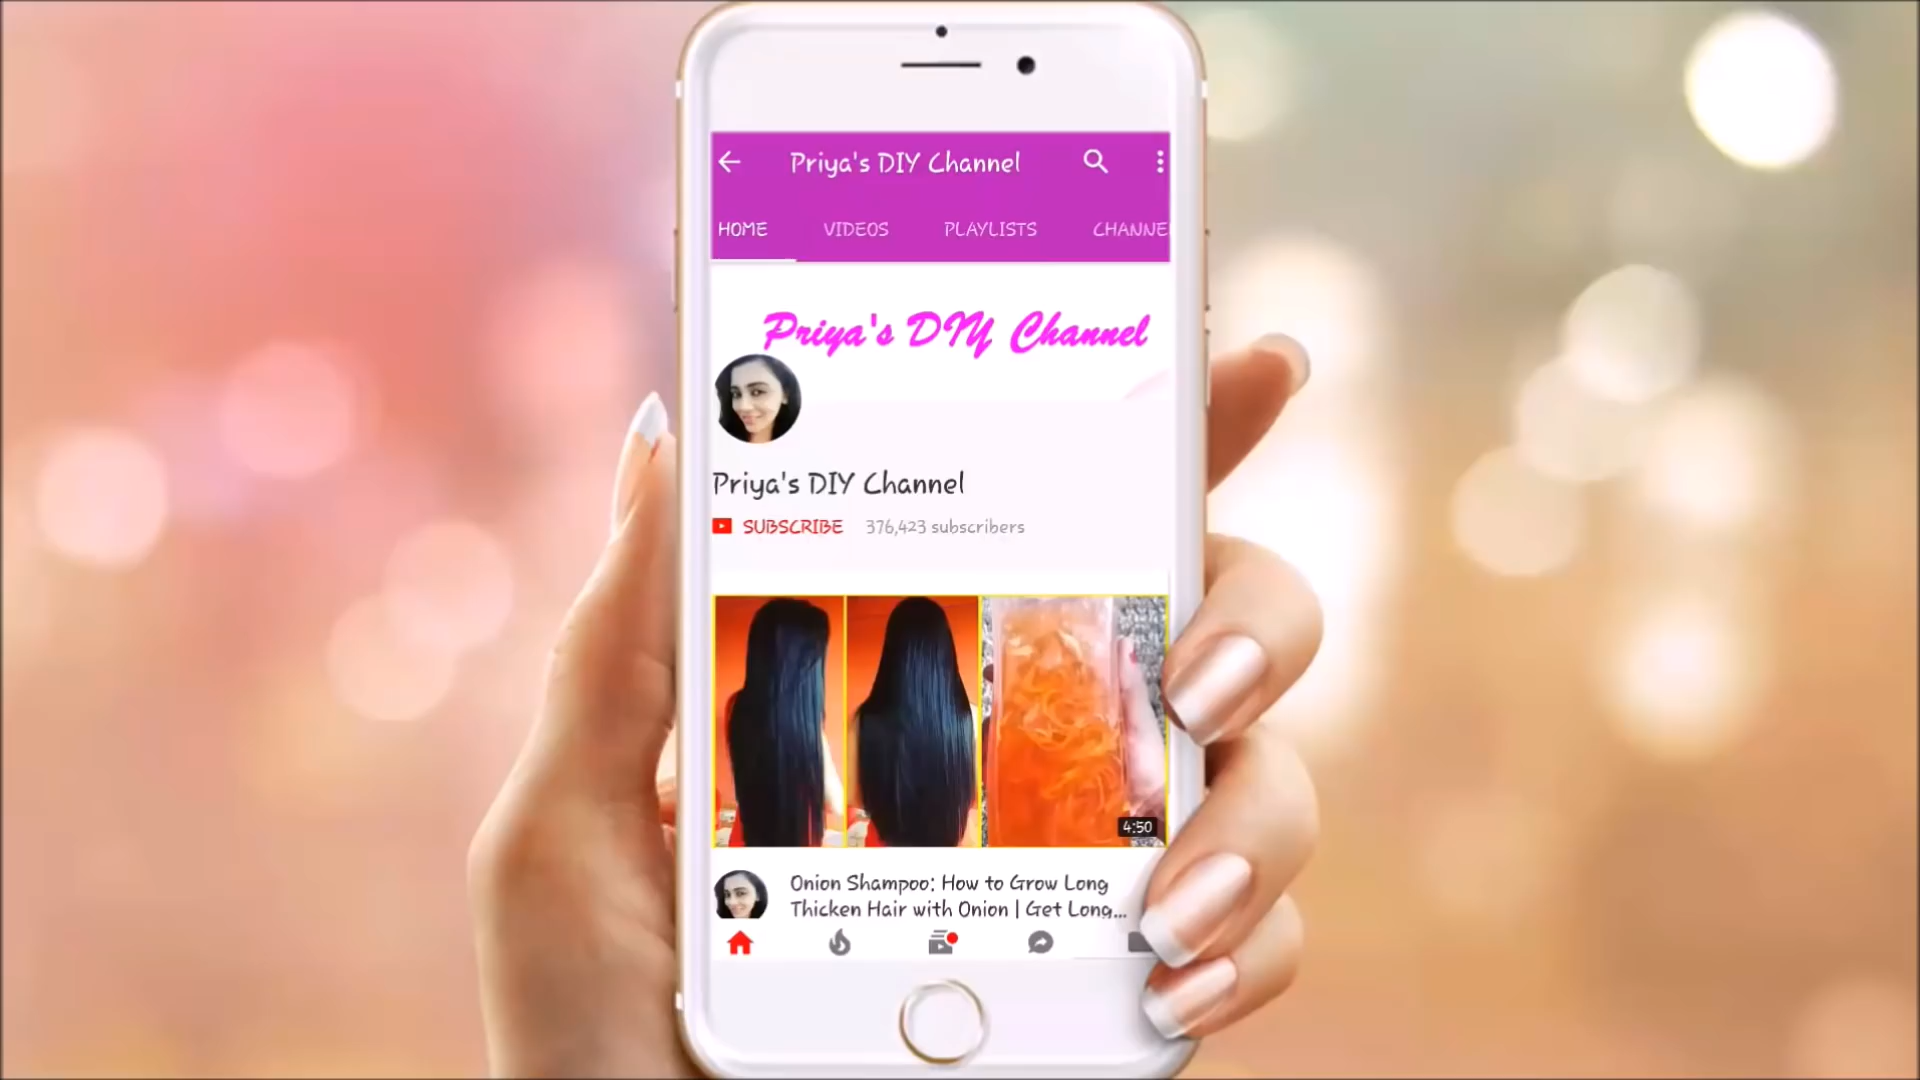 Priya's DIY Channel
HOME VIDEOS PLAYLISTS CHANNE
Priya's DIY Channel
Priya's DIY Channel
SUBSCRIBE 376,423 subscribers
4:50
Onion Shampoo: How to Grow Long
Thicken Hair with Onion | Get Long...